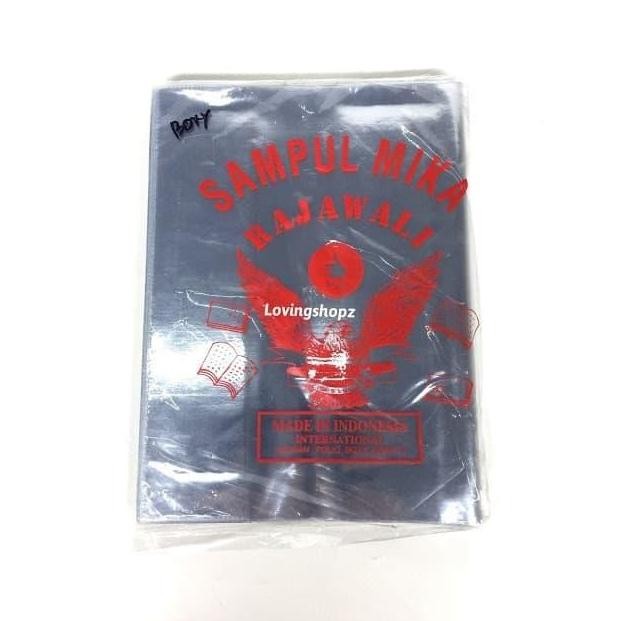 BOXY
SAMPUL MIKA
RAJAWALI
Lovingshopz
MADE IN INDONESIA
INTERNATIONAL